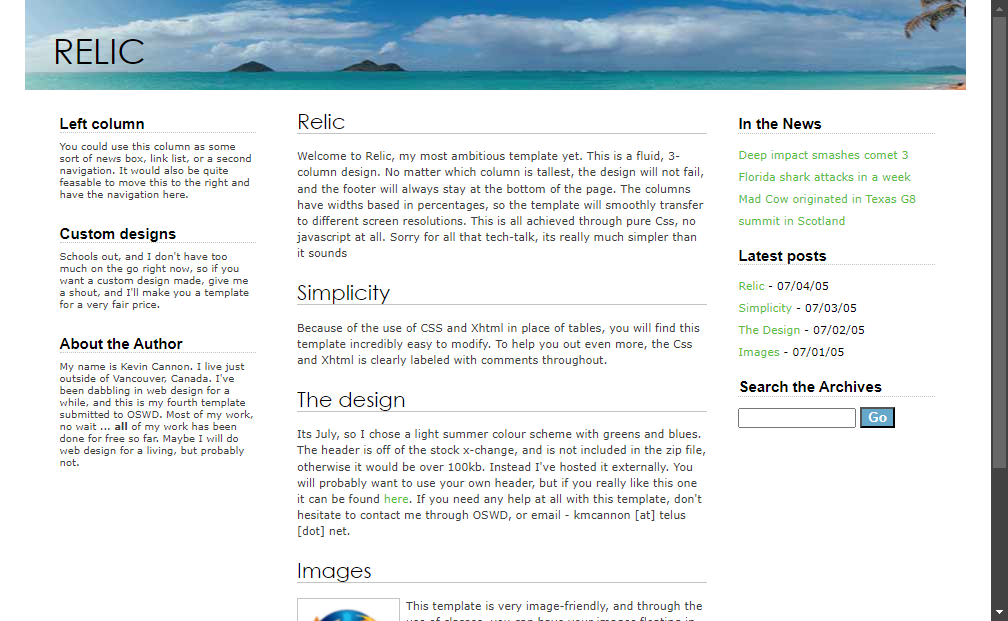 RELIC
Left column
You could use this column as some
sort of news box, link list, or a second
navigation. It would also be quite
feasable to move this to the right and
have the navigation here.
Custom designs
Schools out, and I don't have too
much on the go right now, so if you
want a custom design made, give me
a shout, and I'll make you a template
for a very fair price.
About the Author
My name is Kevin Cannon. I live just
outside of Vancouver, Canada. I've
been dabbling in web design for a
while, and this is my fourth template
submitted to OSWD. Most of my work,
no wait ... all of my work has been
done for free so far. Maybe I will do
web design for a living, but probably
not.
Relic
Welcome to Relic, my most ambitious template yet. This is a fluid, 3-
column design. No matter which column is tallest, the design will not fail,
and the footer will always stay at the bottom of the page. The columns
have widths based in percentages, so the template will smoothly transfer
to different screen resolutions. This is all achieved through pure Css, no
javascript at all. Sorry for all that tech-talk, its really much simpler than
it sounds
Simplicity
Because of the use of CSS and Xhtml in place of tables, you will find this
template incredibly easy to modify. To help you out even more, the Css
and Xhtml is clearly labeled with comments throughout.
The design
Its July, so I chose a light summer colour scheme with greens and blues.
The header is off of the stock x-change, and is not included in the zip file,
otherwise it would be over 100kb. Instead I've hosted it externally. You
will probably want to use your own header, but if you really like this one
it can be found here. If you need any help at all with this template, don't
hesitate to contact me through OSWD, or email - kmcannon [at] telus
[dot] net.
Images
This template is very image-friendly, and through the
use of classes, you can have your images floating in
In the News
Deep impact smashes comet 3
Florida shark attacks in a week
Mad Cow originated in Texas G8
summit in Scotland
Latest posts
Relic - 07/04/05
Simplicity - 07/03/05
The Design - 07/02/05
Images - 07/01/05
Search the Archives
Go